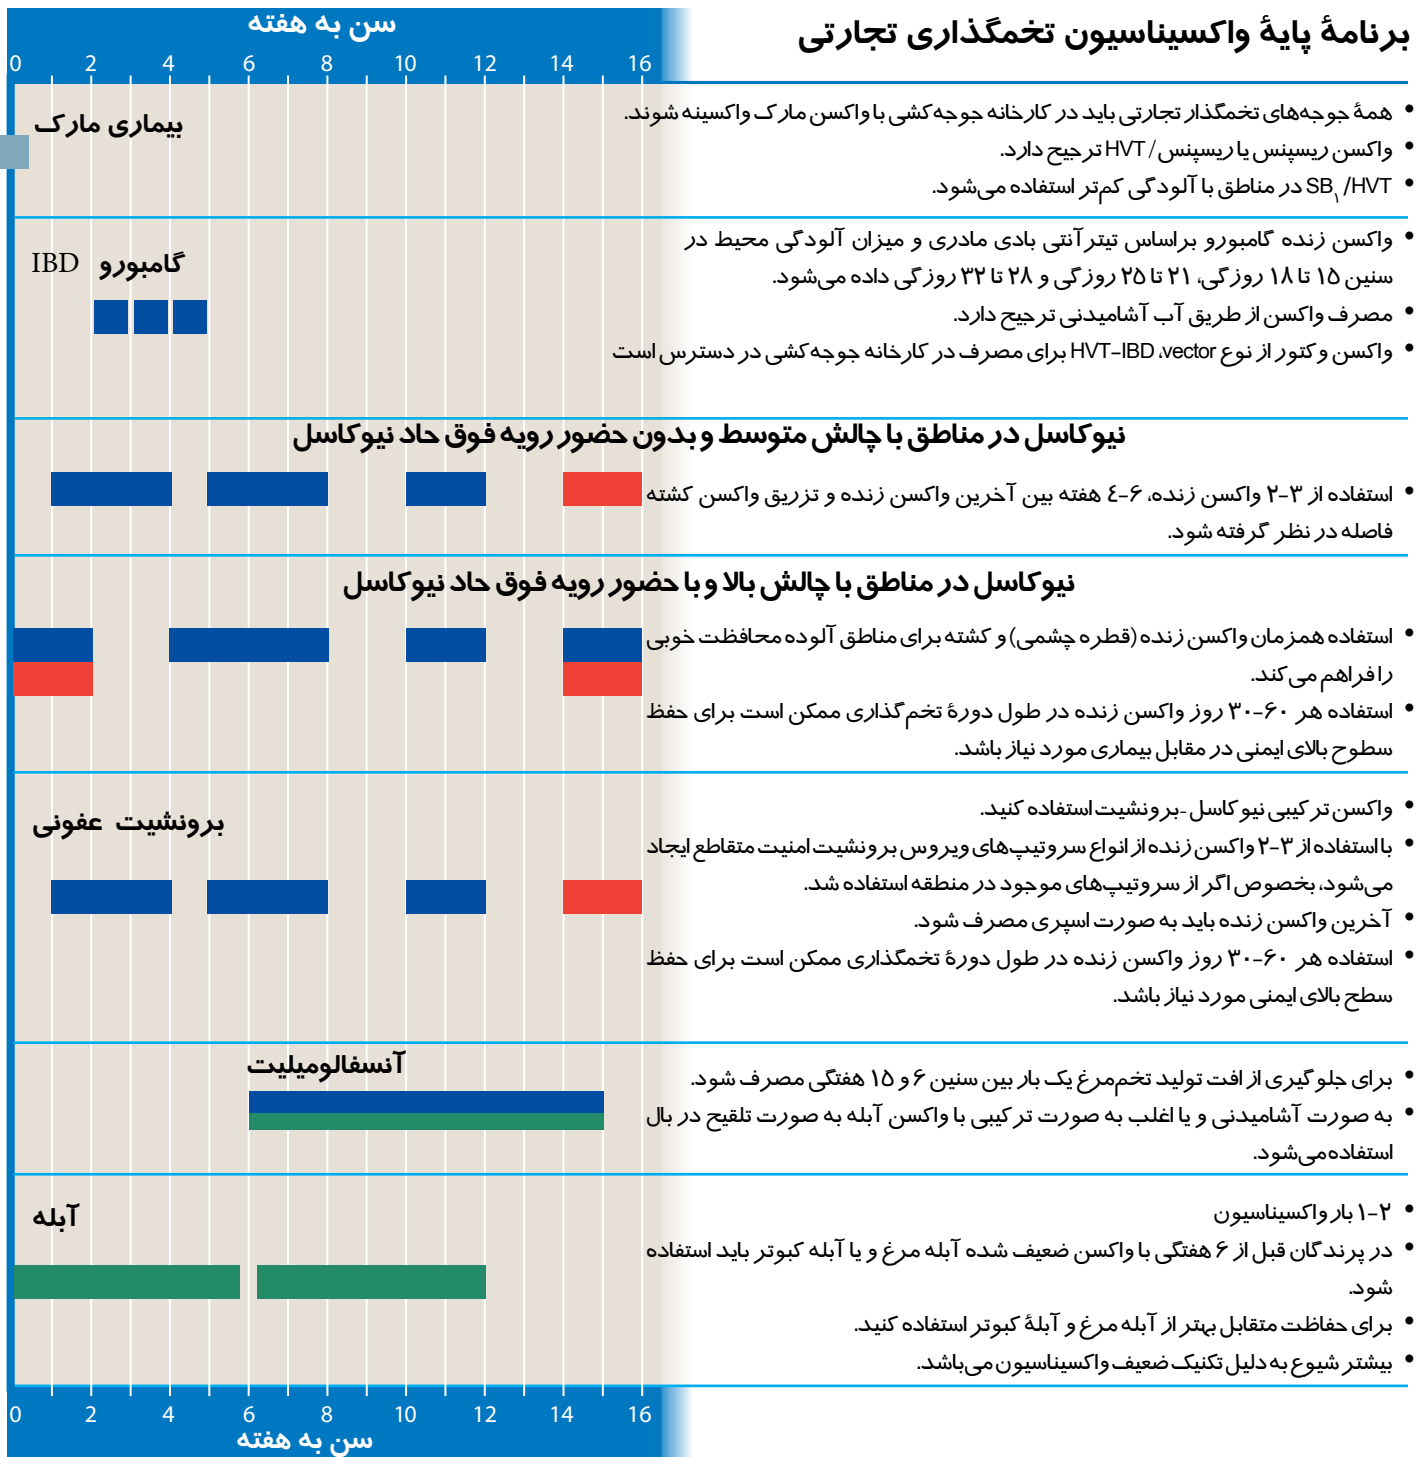 برنامهٔ پایهٔ واکسیناسیون تخمگذاری تجارتی
سن به هفته
0 2 4 6 8 10 12 14 16
بیماری مارک
• همهٔ جوجه‌های تخمگذار تجارتی باید در کارخانه جوجه‌کشی با واکسن مارک واکسینه شوند.
• واکسن ریسپنس یا ریسپنس / HVT ترجیح دارد.
• SB۱/HVT در مناطق با آلودگی کم‌تر استفاده می‌شود.
گامبورو IBD
• واکسن زنده گامبورو براساس تیتر آنتی بادی مادری و میزان آلودگی محیط در
سنین ۱۵ تا ۱۸ روزگی، ۲۱ تا ۲۵ روزگی و ۲۸ تا ۳۲ روزگی داده می‌شود.
• مصرف واکسن از طریق آب آشامیدنی ترجیح دارد.
• واکسن وکتور از نوع HVT-IBD ،vector برای مصرف در کارخانه جوجه‌کشی در دسترس است
نیوکاسل در مناطق با چالش متوسط و بدون حضور رویه فوق حاد نیوکاسل
• استفاده از ۳-۲ واکسن زنده، ۶-٤ هفته بین آخرین واکسن زنده و تزریق واکسن کشته
فاصله در نظر گرفته شود.
نیوکاسل در مناطق با چالش بالا و با حضور رویه فوق حاد نیوکاسل
• استفاده همزمان واکسن زنده (قطره چشمی) و کشته برای مناطق آلوده محافظت خوبی
را فراهم می‌کند.
• استفاده هر ۶۰-۳۰ روز واکسن زنده در طول دورهٔ تخم‌گذاری ممکن است برای حفظ
سطوح بالای ایمنی در مقابل بیماری مورد نیاز باشد.
برونشیت عفونی
• واکسن ترکیبی نیوکاسل -برونشیت استفاده کنید.
• با استفاده از ۳-۲ واکسن زنده از انواع سروتیپ‌های ویروس برونشیت امنیت متقاطع ایجاد
می‌شود، بخصوص اگر از سروتیپ‌های موجود در منطقه استفاده شد.
• آخرین واکسن زنده باید به صورت اسپری مصرف شود.
• استفاده هر ۶۰-۳۰ روز واکسن زنده در طول دورهٔ تخمگذاری ممکن است برای حفظ
سطح بالای ایمنی مورد نیاز باشد.
آنسفالومیلیت
• برای جلوگیری از افت تولید تخم‌مرغ یک بار بین سنین ۶ و ۱۵ هفتگی مصرف شود.
• به صورت آشامیدنی و یا اغلب به صورت ترکیبی با واکسن آبله به صورت تلقیح در بال
استفاده‌می‌شود.
آبله
• ۲-۱ بار واکسیناسیون
• در پرندگان قبل از ۶ هفتگی با واکسن ضعیف شده آبله مرغ و یا آبله کبوتر باید استفاده
شود.
• برای حفاظت متقابل بهتر از آبله مرغ و آبلهٔ کبوتر استفاده کنید.
• بیشتر شیوع به دلیل تکنیک ضعیف واکسیناسیون می‌باشد.
0 2 4 6 8 10 12 14 16
سن به هفته